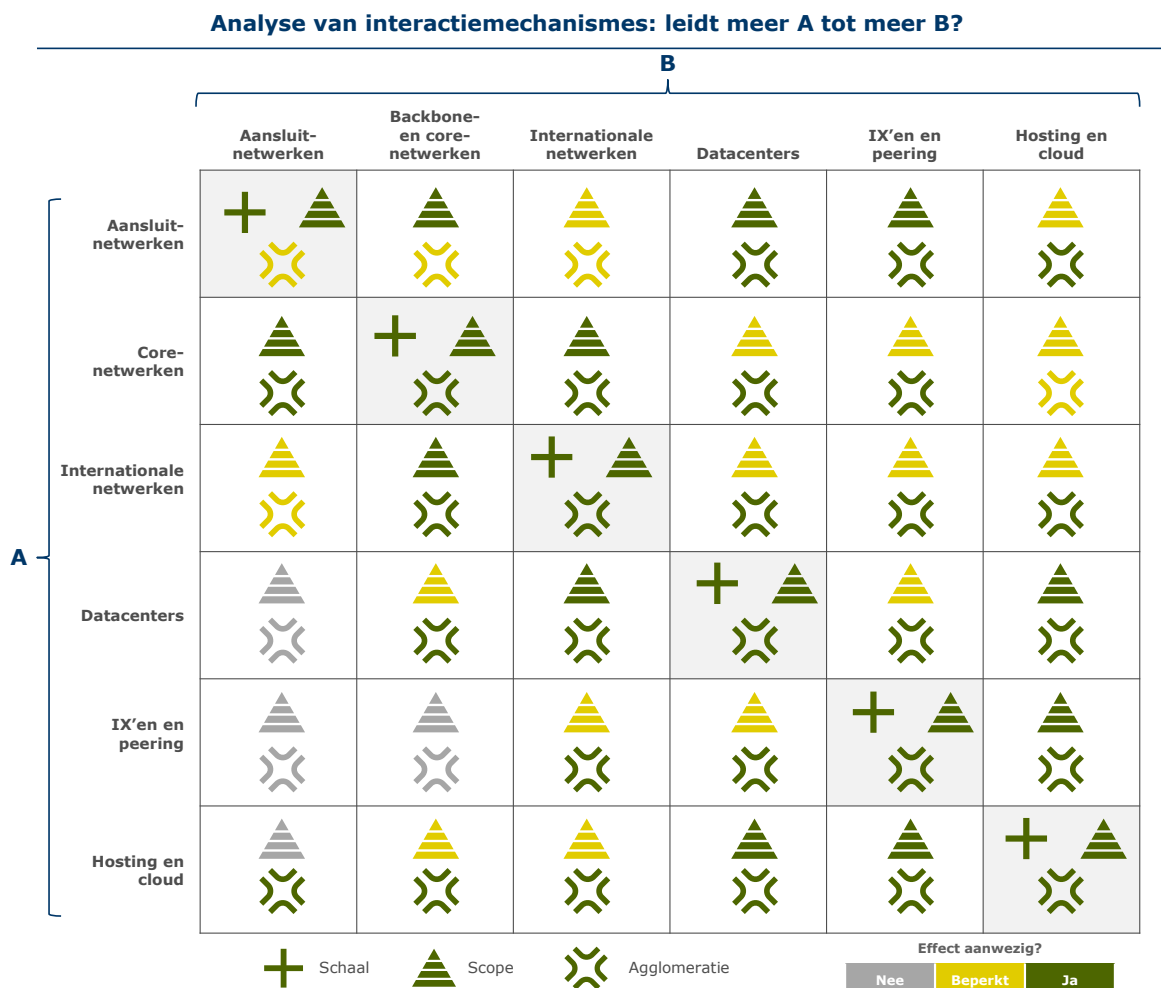 Analyse van interactiemechanismes: leidt meer A tot meer B?
B
Aansluit-
netwerken
Backbone-
en core-
netwerken
Internationale
netwerken
Datacenters
IX’en en
peering
Hosting en
cloud
A
Aansluit-
netwerken
Core-
netwerken
Internationale
netwerken
Datacenters
IX’en en
peering
Hosting en
cloud
Schaal
Scope
Agglomeratie
Effect aanwezig?
Nee
Beperkt
Ja